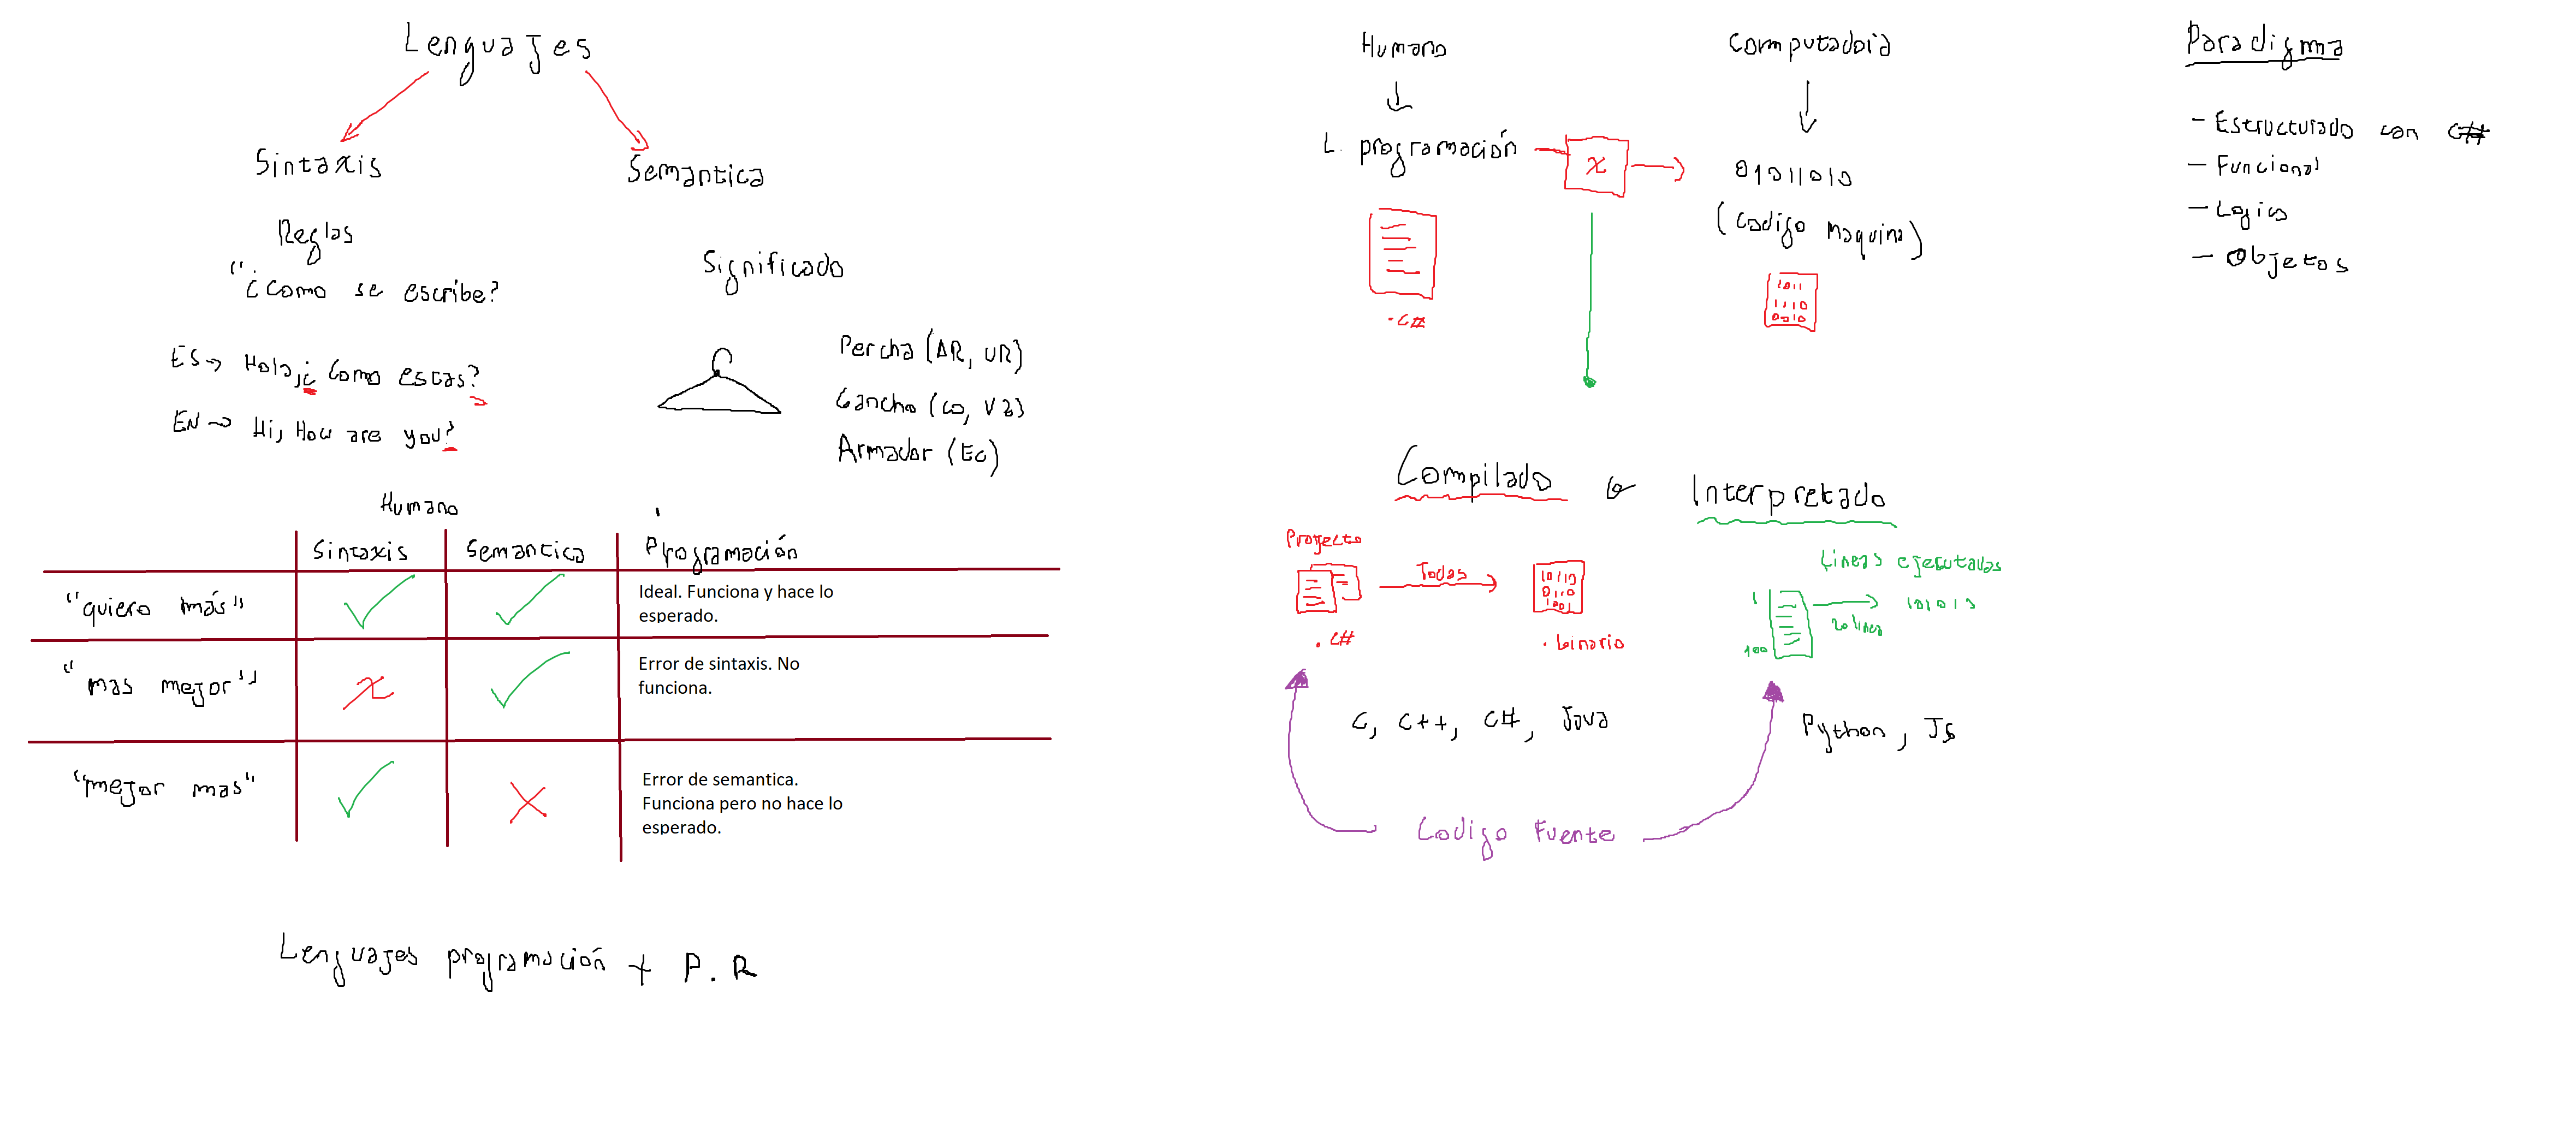 Lenguajes
Sintaxis
Semantica
Reglas
"¿como se escribe?
Significado
ES→ Hola, ¿Como estas?
EN→ Hi, How are you?
Percha (AR, UR)
Gancho (CO, VZ)
Armador (EC)
Humano
Sintaxis Semantica Programación
"quiero más" Ideal. Funciona y hace lo
esperado.
"mas mejor" Error de sintaxis. No
funciona.
"mejor mas" Error de semantica.
Funciona pero no hace lo
esperado.
Lenguajes programación + P.R
Humano
Computadora
L. programación
x
01011010
(Codigo Maquina)
.C#
1011
1110
0010
Compilado
Interpretado
Proyecto
Todas
10110
0110
1001
.C#
.binario
Lineas ejecutadas
1
101013
20 linea
100
C, C++, C#, Java
Python, JS
Codigo Fuente
Paradigma
- Estructurado con C#
- Funcional
- Logico
- Objetos